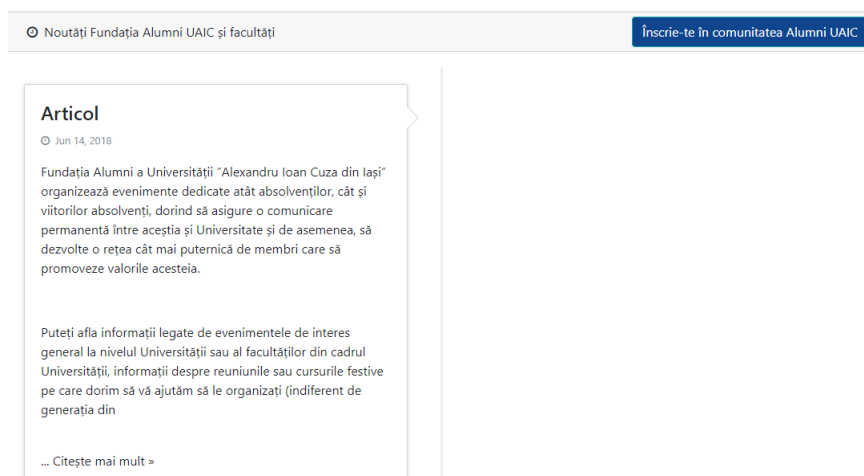 Noutăți Fundația Alumni UAIC și facultăți
Înscrie-te în comunitatea Alumni UAIC
Articol
Jun 14, 2018
Fundația Alumni a Universității “Alexandru Ioan Cuza din Iași”
organizează evenimente dedicate atât absolvenților, cât și
viitorilor absolvenți, dorind să asigure o comunicare
permanentă între aceștia și Universitate și de asemenea, să
dezvolte o rețea cât mai puternică de membri care să
promoveze valorile acesteia.
Puteți afla informații legate de evenimentele de interes
general la nivelul Universității sau al facultăților din cadrul
Universității, informații despre reuniunile sau cursurile festive
pe care dorim să vă ajutăm să le organizați (indiferent de
generația din
... Citește mai mult »